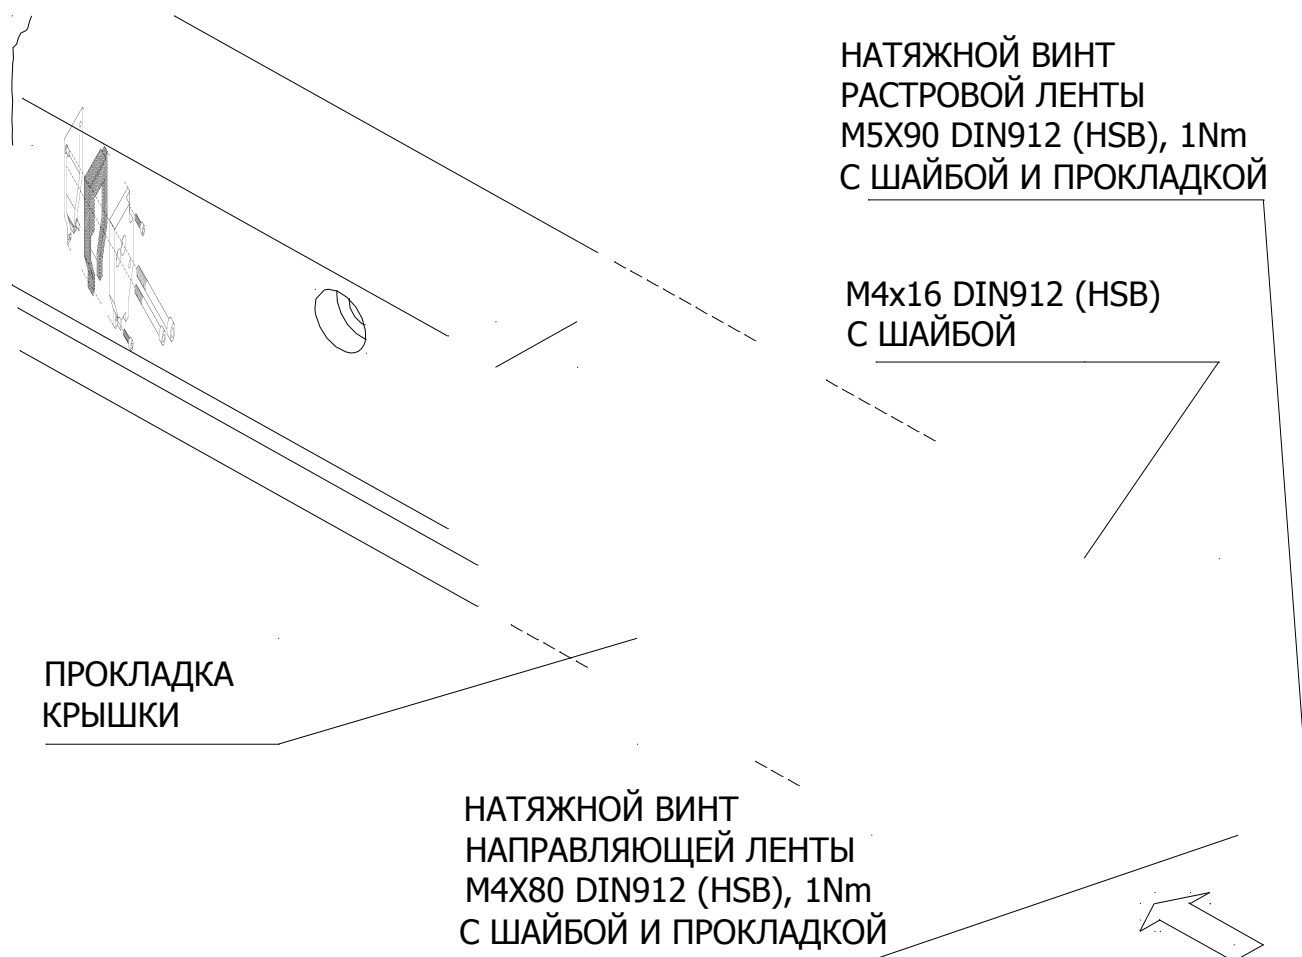 НАТЯЖНОЙ ВИНТ
РАСТРОВОЙ ЛЕНТЫ
M5X90 DIN912 (HSB), 1Nm
С ШАЙБОЙ И ПРОКЛАДКОЙ
M4x16 DIN912 (HSB)
С ШАЙБОЙ
ПРОКЛАДКА
КРЫШКИ
НАТЯЖНОЙ ВИНТ
НАПРАВЛЯЮЩЕЙ ЛЕНТЫ
M4X80 DIN912 (HSB), 1Nm
С ШАЙБОЙ И ПРОКЛАДКОЙ